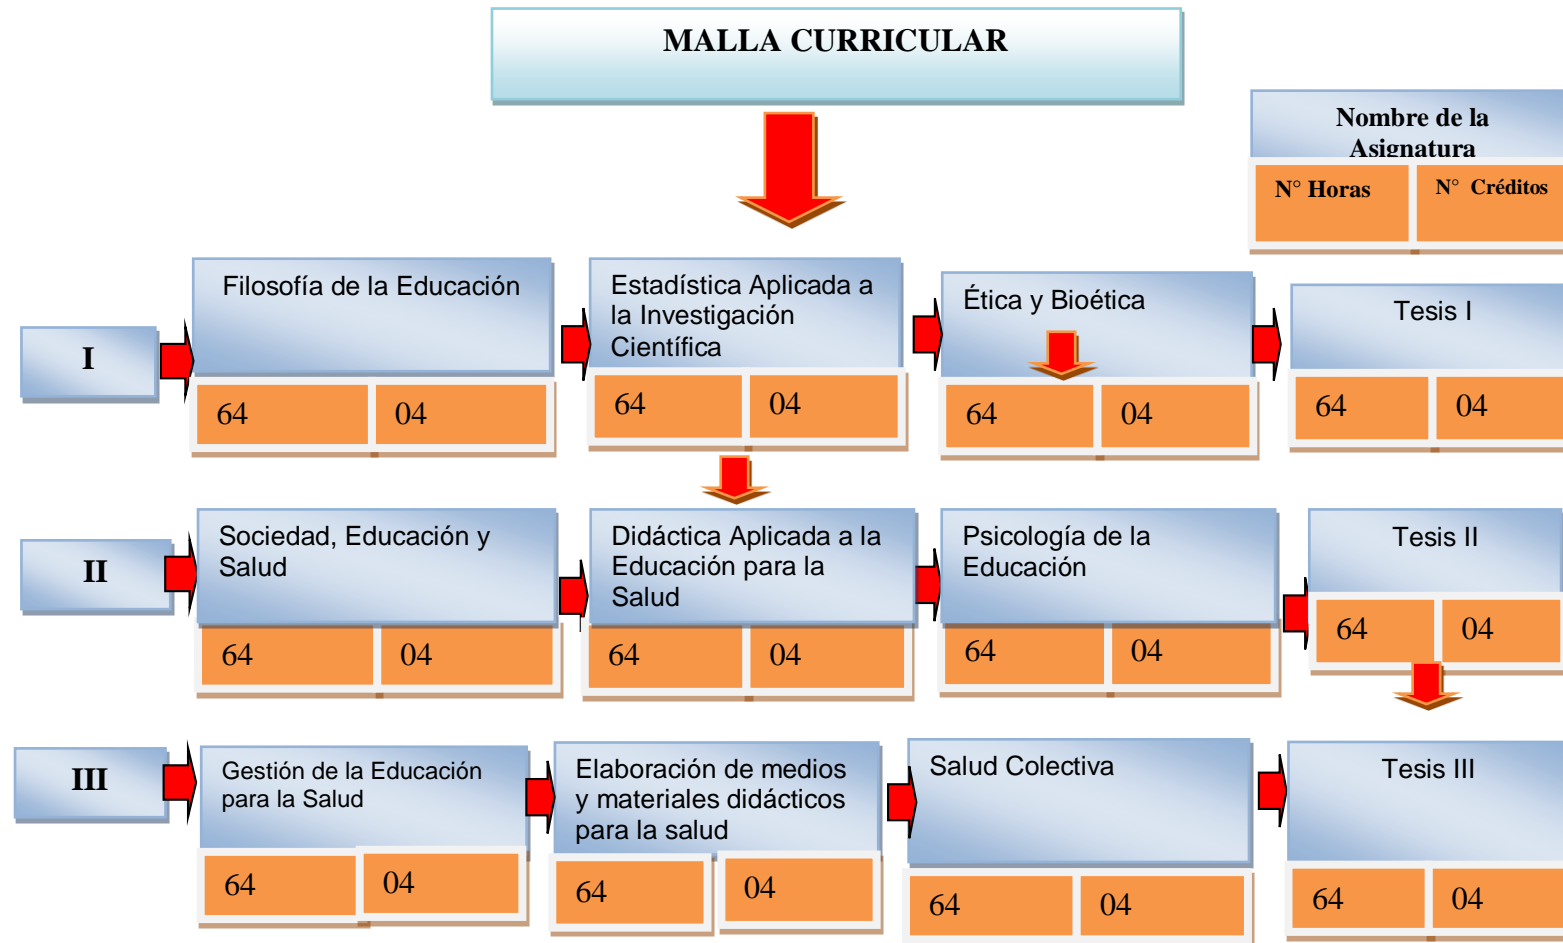 MALLA CURRICULAR
Nombre de la
Asignatura
N° Horas
N° Créditos
I
Filosofía de la Educación
64
04
Estadística Aplicada a
la Investigación
Científica
64
04
Ética y Bioética
64
04
Tesis I
64
04
II
Sociedad, Educación y
Salud
64
04
Didáctica Aplicada a la
Educación para la
Salud
64
04
Psicología de la
Educación
64
04
Tesis II
64
04
III
Gestión de la Educación
para la Salud
64
04
Elaboración de medios
y materiales didácticos
para la salud
64
04
Salud Colectiva
64
04
Tesis III
64
04